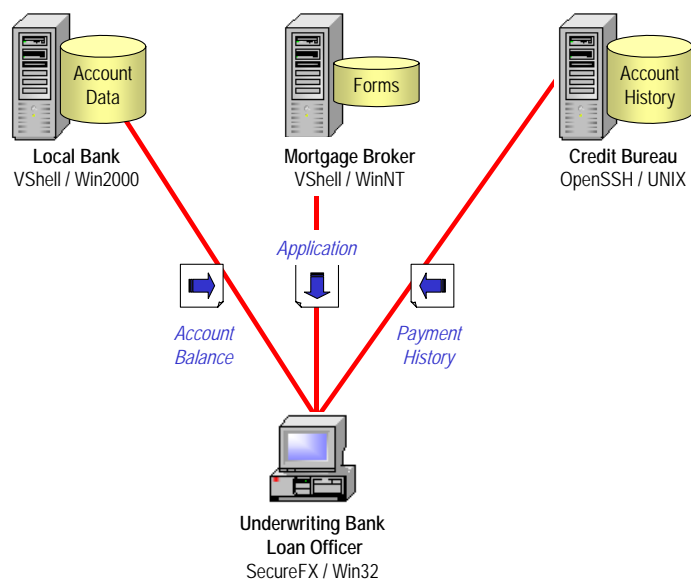 Account
Data
Forms
Account
History
Local Bank
VShell / Win2000
Mortgage Broker
VShell / WinNT
Credit Bureau
OpenSSH / UNIX
Application
Account
Balance
Payment
History
Underwriting Bank
Loan Officer
SecureFX / Win32